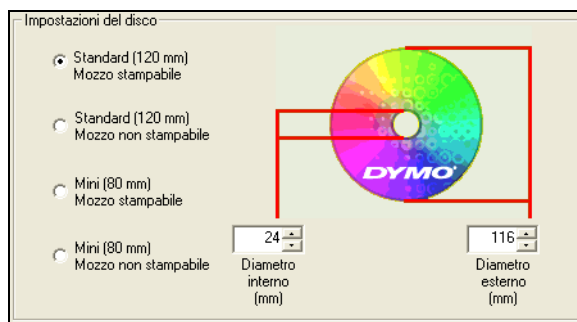 Impostazioni del disco
Standard (120 mm)
Mozzo stampabile
Standard (120 mm)
Mozzo non stampabile
Mini (80 mm)
Mozzo stampabile
Mini (80 mm)
Mozzo non stampabile
DYMO
24
Diametro
interno
(mm)
116
Diametro
esterno
(mm)